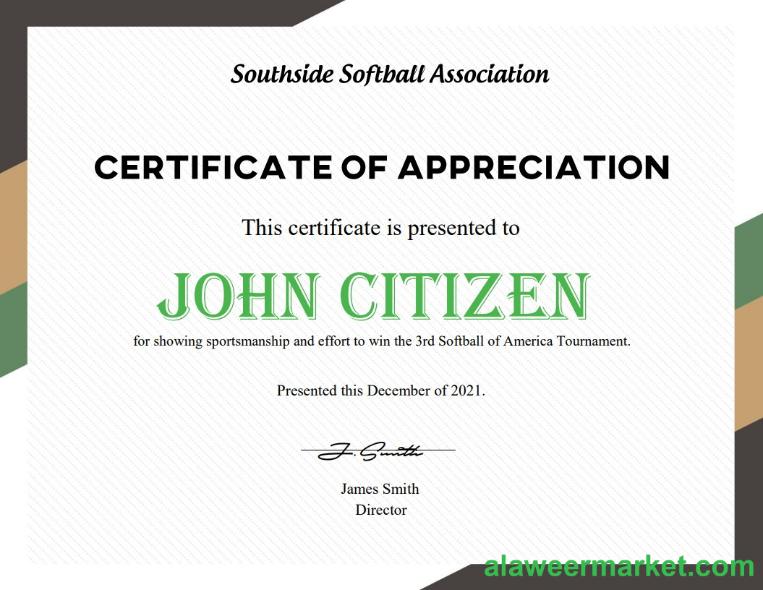 Southside Softball Association
CERTIFICATE OF APPRECIATION
This certificate is presented to
JOHN CITIZEN
for showing sportsmanship and effort to win the 3rd Softball of America Tournament.
Presented this December of 2021.
J. Smith
James Smith
Director
alaweermarket.com